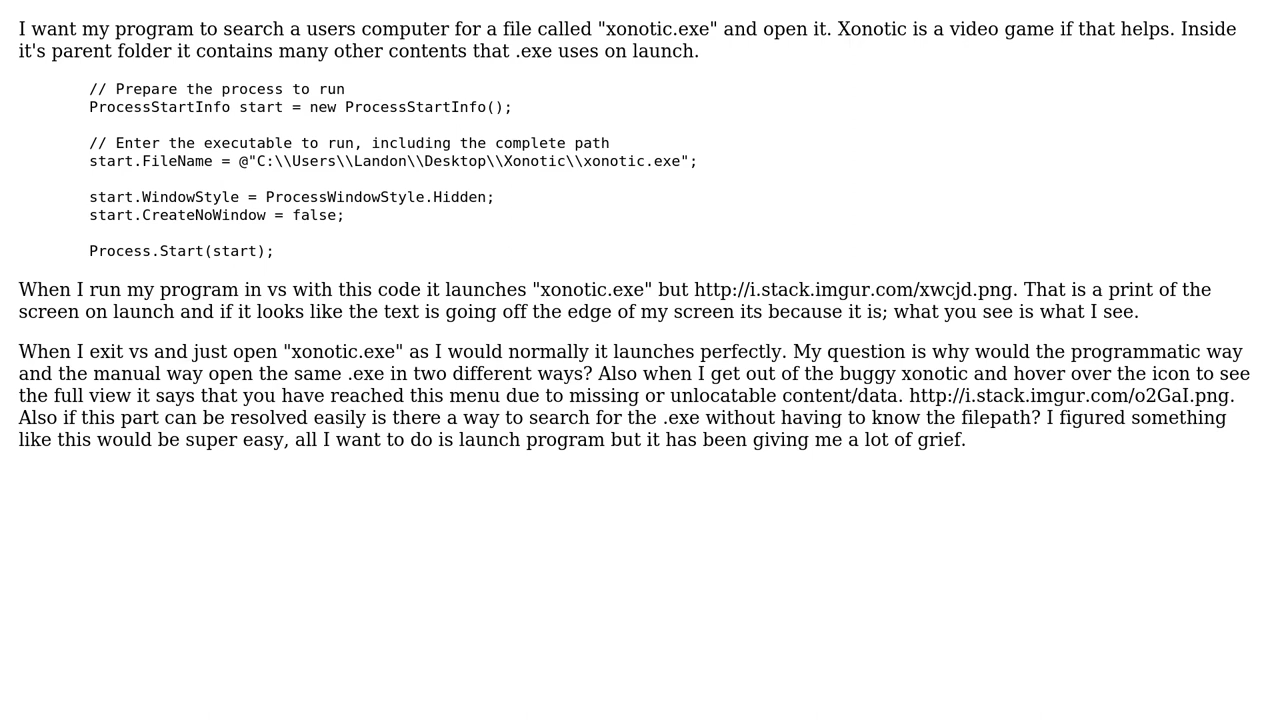 I want my program to search a users computer for a file called "xonotic.exe" and open it. Xonotic is a video game if that helps. Inside
it's parent folder it contains many other contents that .exe uses on launch.
// Prepare the process to run
ProcessStartInfo start = new ProcessStartInfo();
// Enter the executable to run, including the complete path
start.FileName = @"C:\\Users\\Landon\\Desktop\\Xonotic\\xonotic.exe";
start.WindowStyle = ProcessWindowStyle.Hidden;
start.CreateNoWindow = false;
Process.Start(start);
When I run my program in vs with this code it launches "xonotic.exe" but http://i.stack.imgur.com/xwcjd.png. That is a print of the
screen on launch and if it looks like the text is going off the edge of my screen its because it is; what you see is what I see.
When I exit vs and just open "xonotic.exe" as I would normally it launches perfectly. My question is why would the programmatic way
and the manual way open the same .exe in two different ways? Also when I get out of the buggy xonotic and hover over the icon to see
the full view it says that you have reached this menu due to missing or unlocatable content/data. http://i.stack.imgur.com/o2GaI.png.
Also if this part can be resolved easily is there a way to search for the .exe without having to know the filepath? I figured something
like this would be super easy, all I want to do is launch program but it has been giving me a lot of grief.